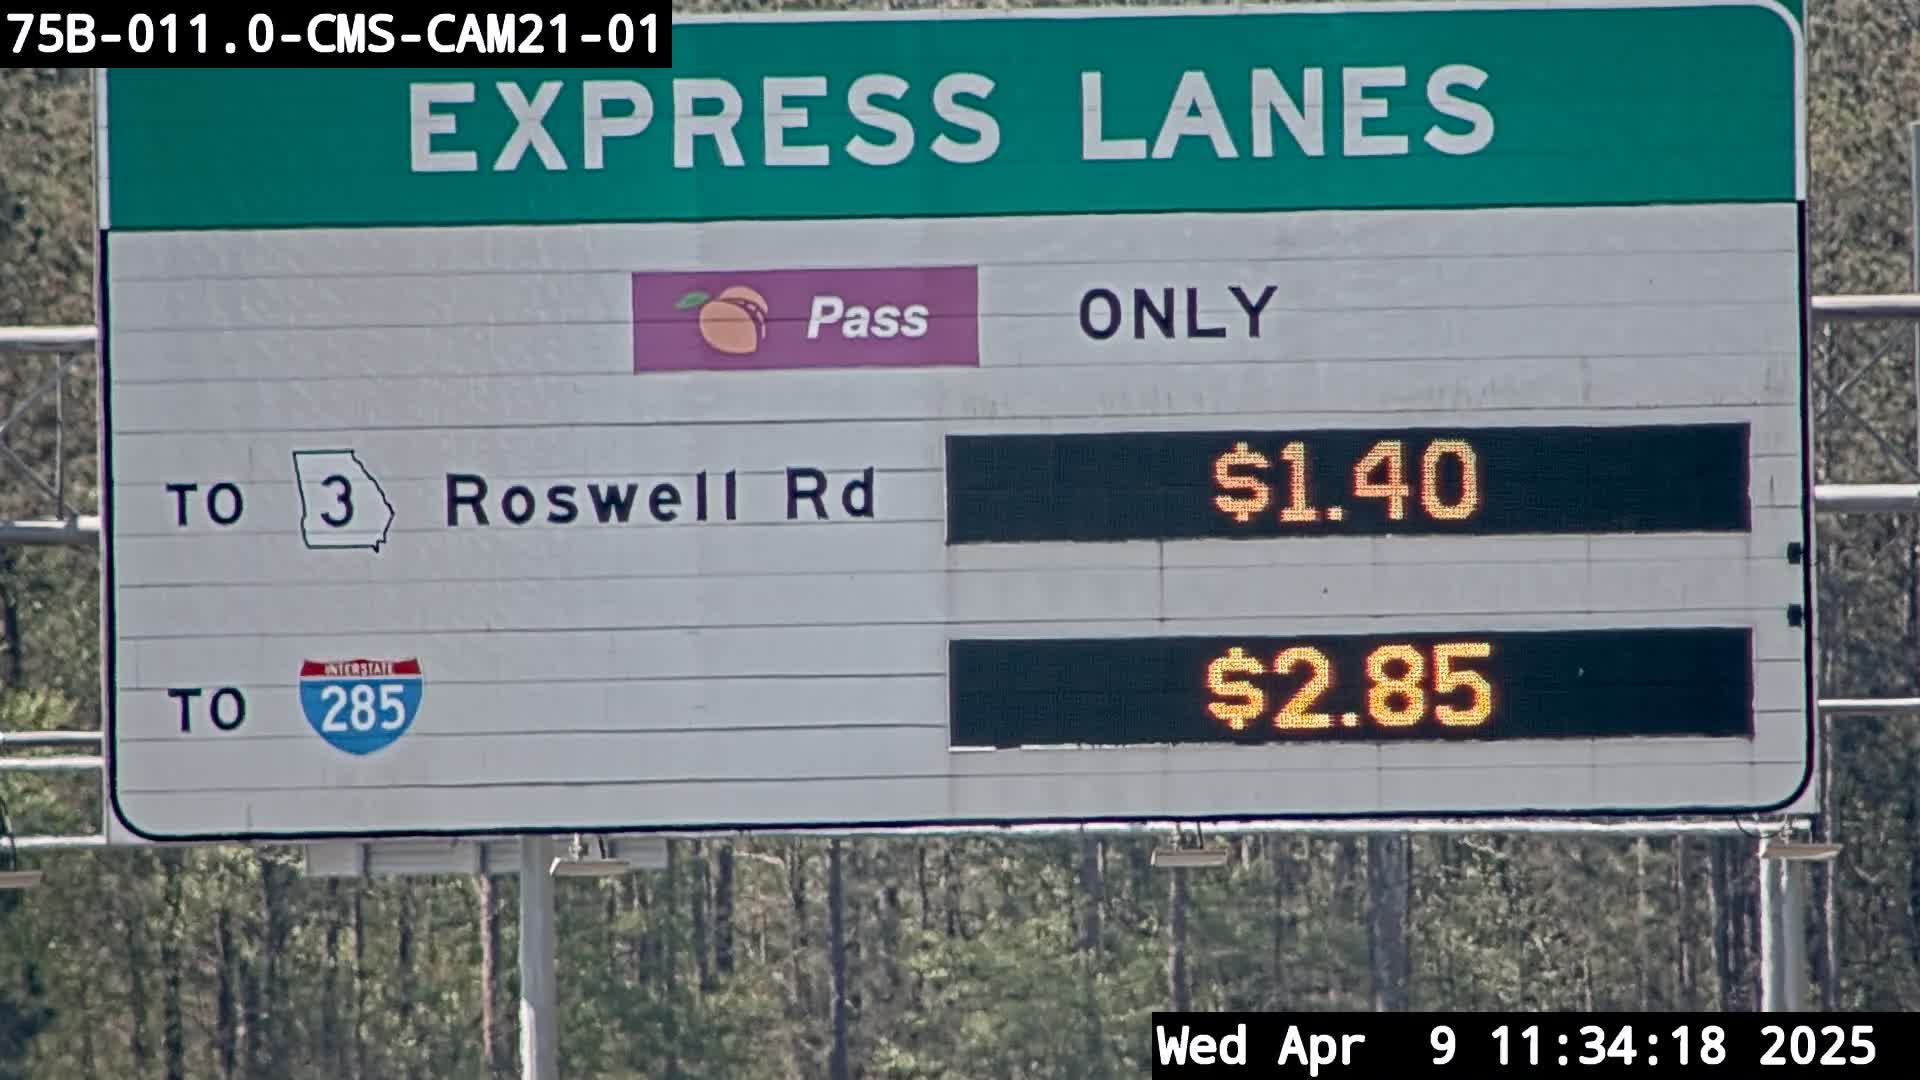 75B-011.0-CMS-CAM21-01
EXPRESS LANES
Pass ONLY
TO 3 Roswell Rd $1.40
INTERSTATE
TO 285 $2.85
Wed Apr 9 11:34:18 2025